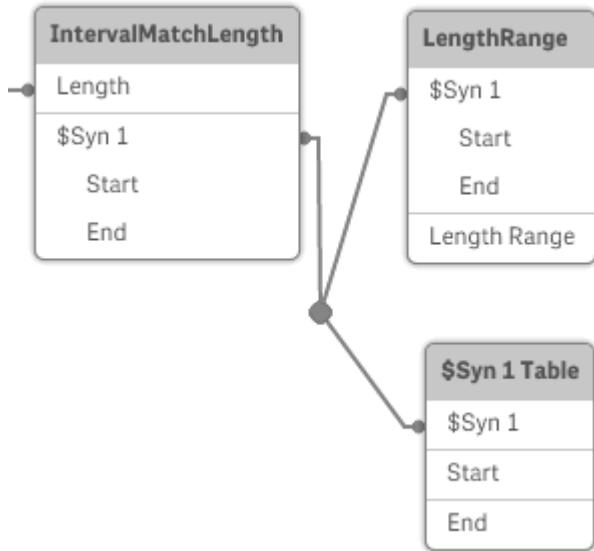 IntervalMatchLength
Length
$Syn 1
Start
End
LengthRange
$Syn 1
Start
End
Length Range
$Syn 1 Table
$Syn 1
Start
End